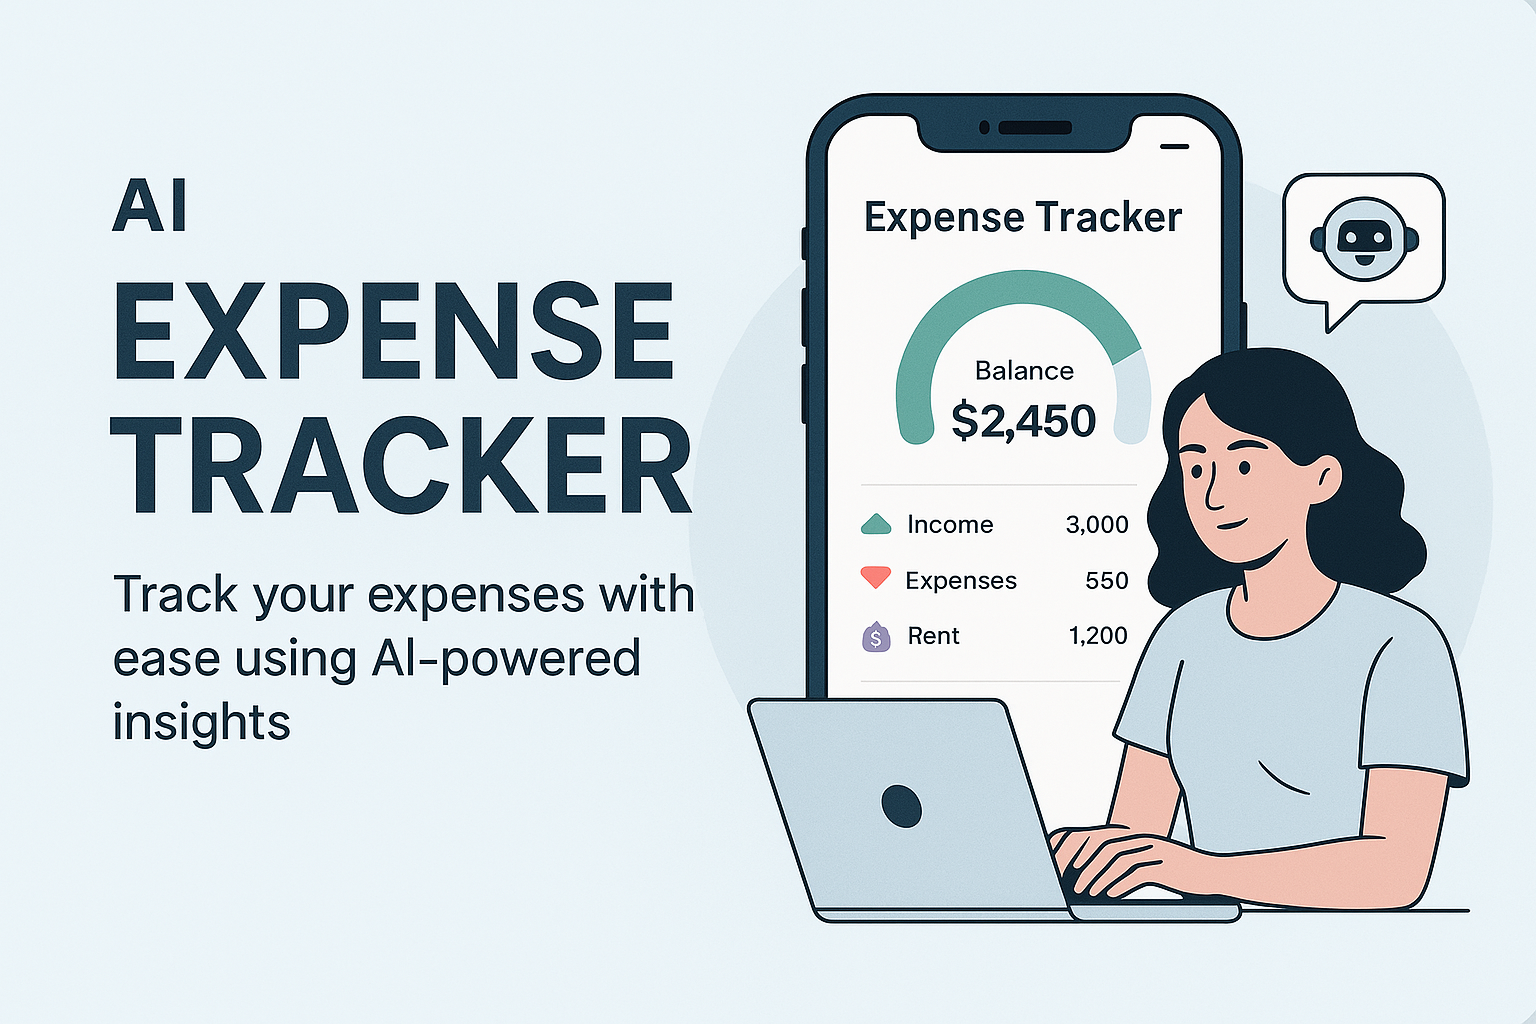 AI
EXPENSE
TRACKER
Track your expenses with
ease using AI-powered
insights
Expense Tracker
Balance
$2,450
Income 3,000
Expenses 550
$ Rent 1,200